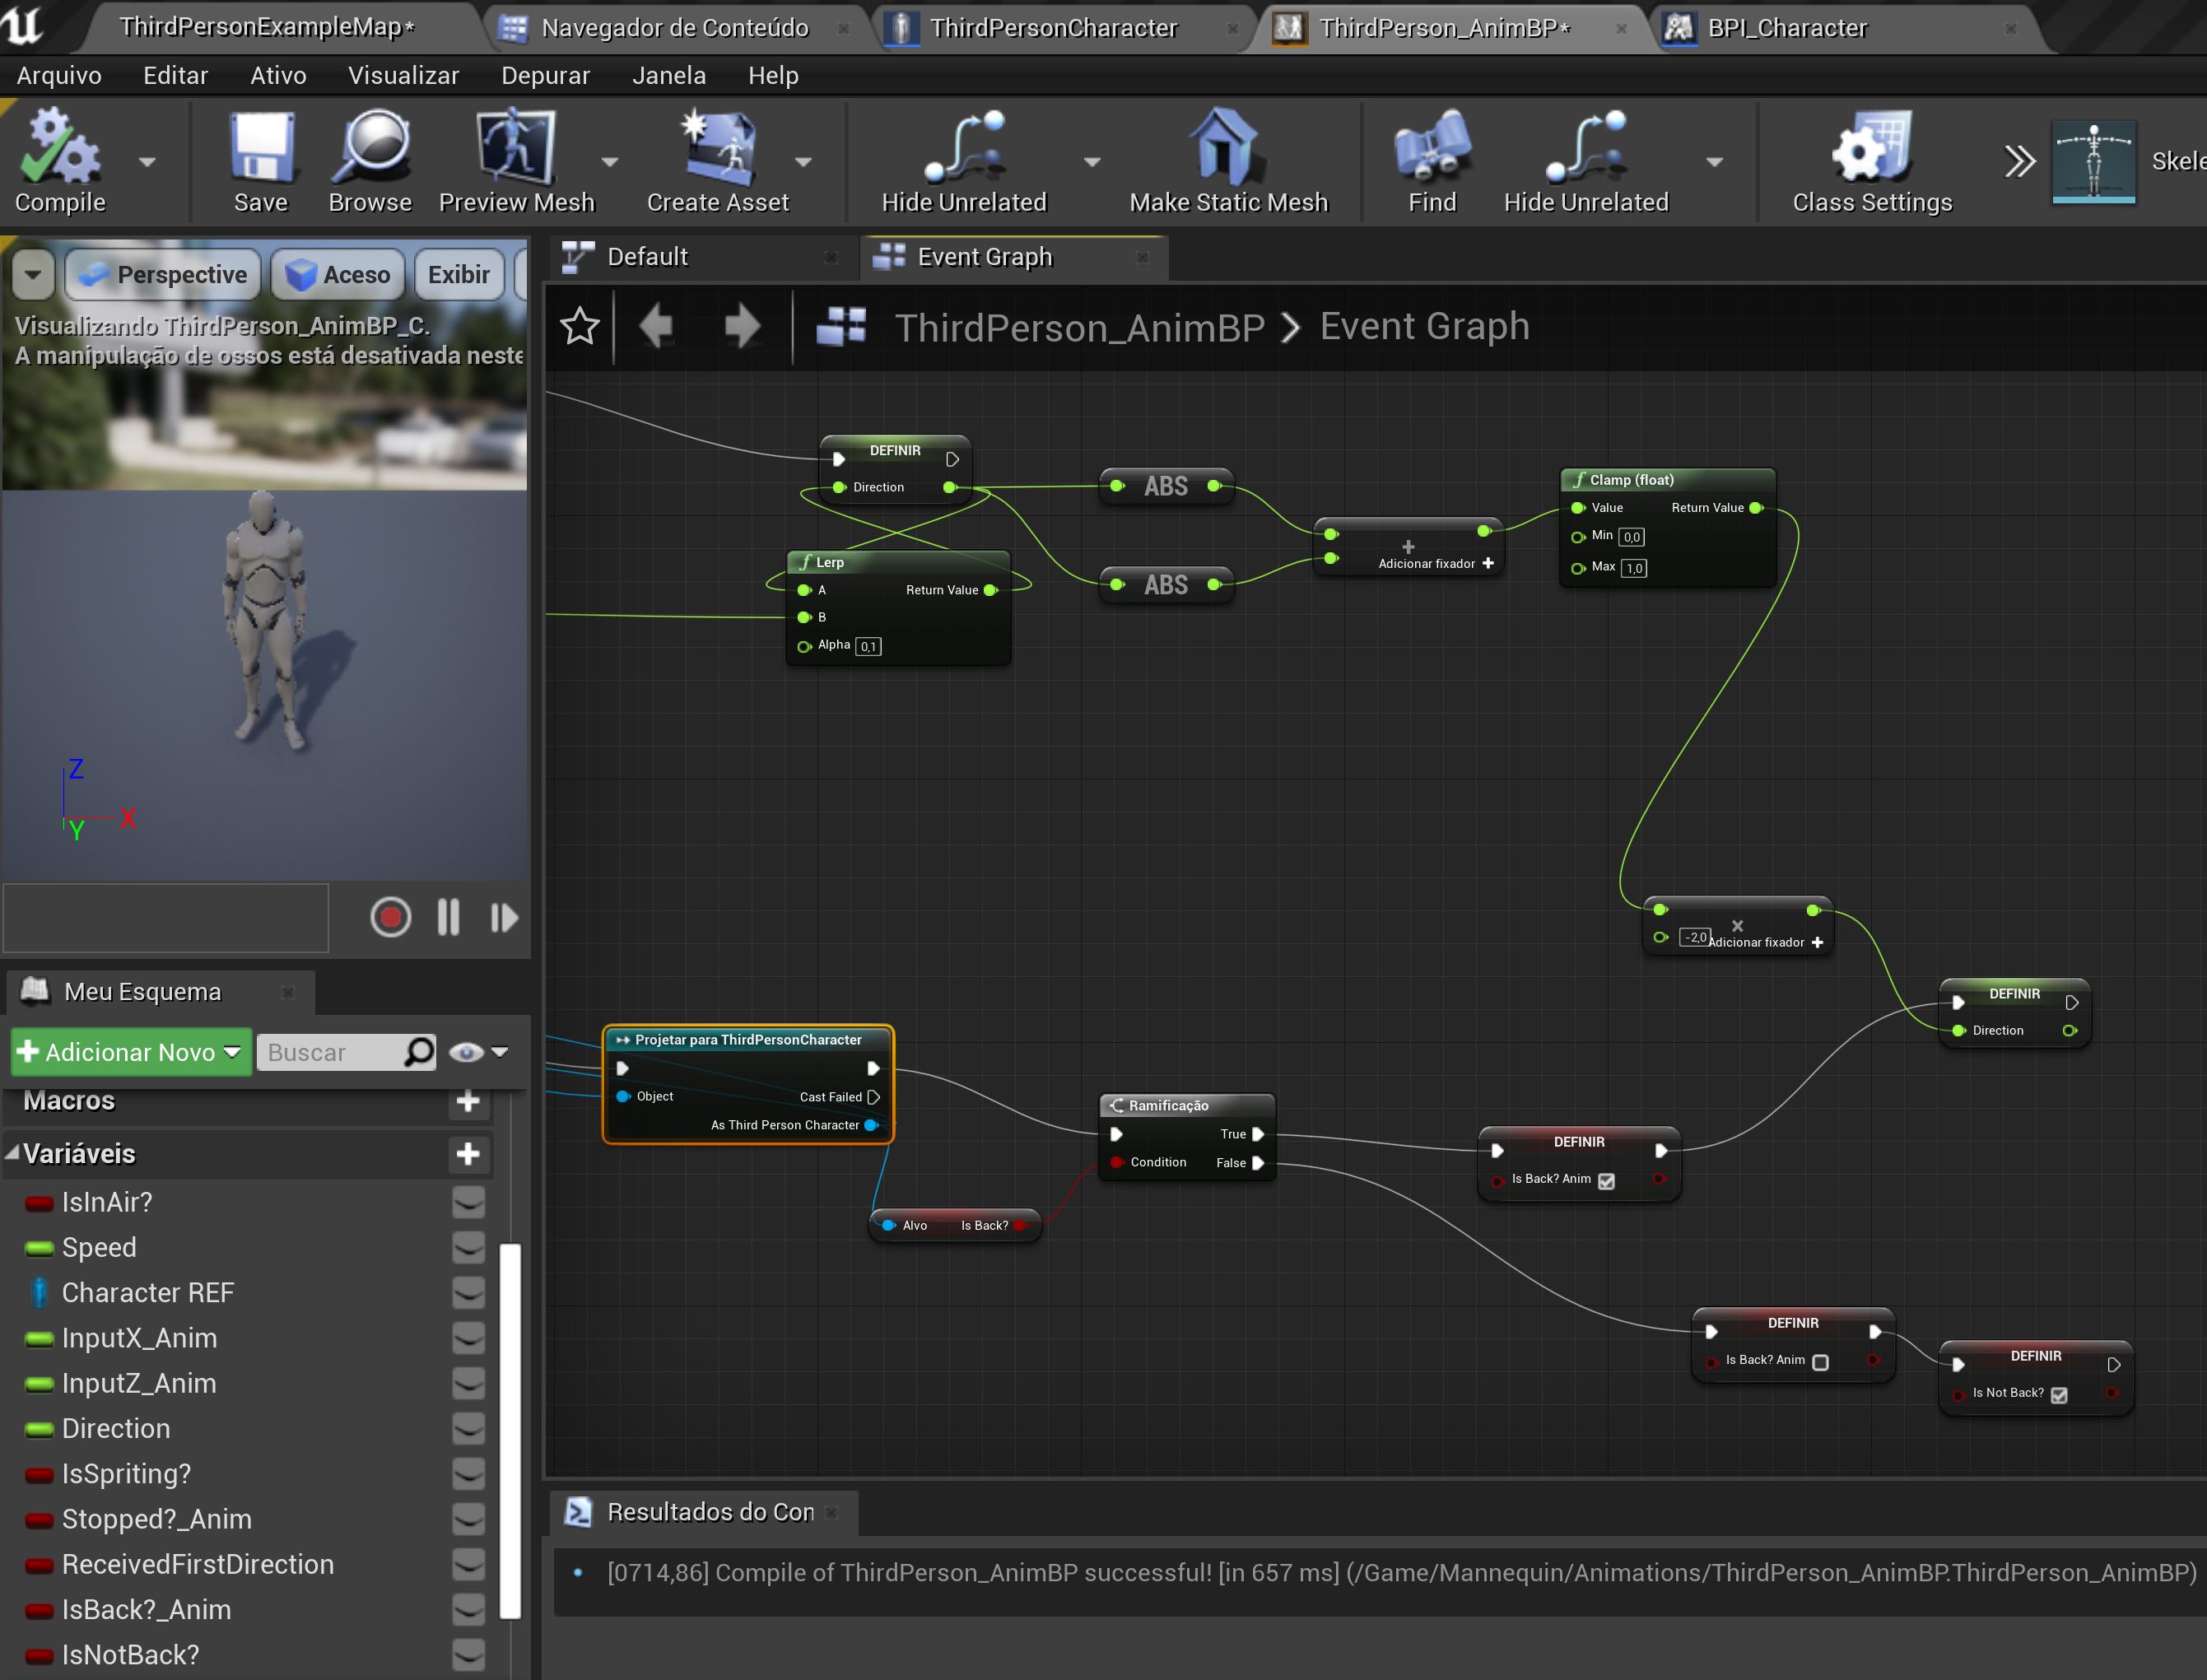 ThirdPersonExampleMap*
Navegador de Conteúdo
ThirdPersonCharacter
ThirdPerson_AnimBP*
BPI_Character
Arquivo Editar Ativo Visualizar Depurar Janela Help
Compile
Save
Browse
Preview Mesh
Create Asset
Hide Unrelated
Make Static Mesh
Find
Hide Unrelated
Class Settings
Skele
Perspective
Aceso
Exibir
Visualizando ThirdPerson_AnimBP_C.
A manipulação de ossos está desativada neste
Z
X
Y
Default
Event Graph
ThirdPerson_AnimBP > Event Graph
DEFINIR
Direction
ABS
ABS
Lerp
A Return Value
B
Alpha 0,1
+
Adicionar fixador +
Clamp (float)
Value Return Value
Min 0,0
Max 1,0
×
-2,0 Adicionar fixador +
DEFINIR
Direction
Projetar para ThirdPersonCharacter
Object Cast Failed
As Third Person Character
Ramificação
True
Condition False
Alvo Is Back?
DEFINIR
Is Back? Anim
DEFINIR
Is Back? Anim
DEFINIR
Is Not Back?
Meu Esquema
+ Adicionar Novo
Buscar
Macros +
Variáveis +
IsInAir?
Speed
Character REF
InputX_Anim
InputZ_Anim
Direction
IsSpriting?
Stopped?_Anim
ReceivedFirstDirection
IsBack?_Anim
IsNotBack?
Resultados do Con
[0714,86] Compile of ThirdPerson_AnimBP successful! [in 657 ms] (/Game/Mannequin/Animations/ThirdPerson_AnimBP.ThirdPerson_AnimBP)